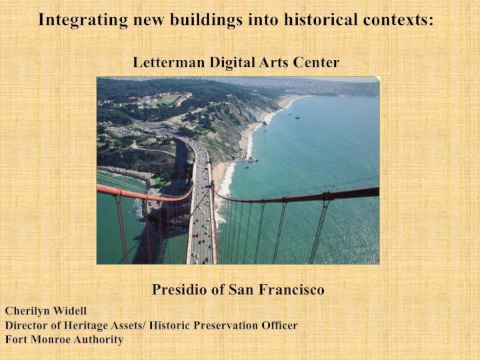 Integrating new buildings into historical contexts:
Letterman Digital Arts Center
Presidio of San Francisco
Cherilyn Widell
Director of Heritage Assets/ Historic Preservation Officer
Fort Monroe Authority